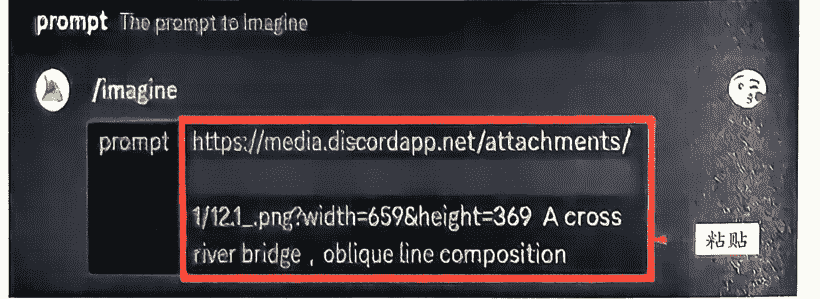 prompt The prompt to imagine
/imagine
prompt https://media.discordapp.net/attachments/
1/12.1_.png?width=659&height=369 A cross
river bridge , oblique line composition
粘贴